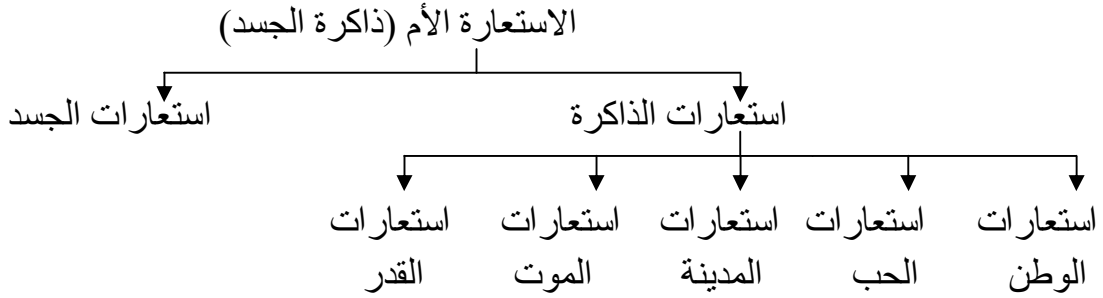 الاستعارة الأم (ذاكرة الجسد)
استعارات الذاكرة
استعارات الجسد
استعارات الوطن
استعارات الحب
استعارات المدينة
استعارات الموت
استعارات القدر